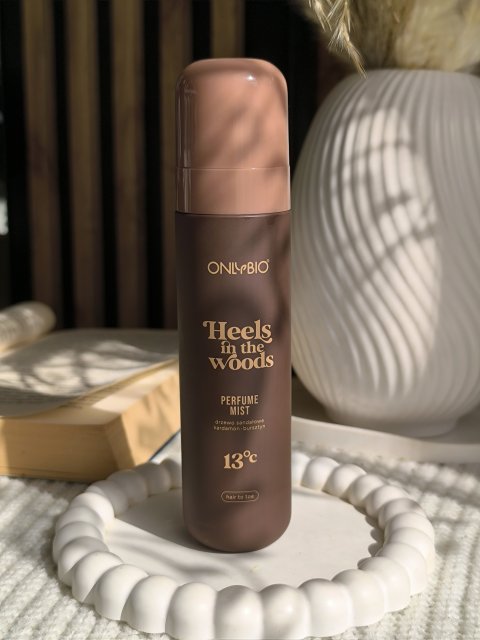 ONLYBIO®
Heels
in the
woods
PERFUME
MIST
drzewo sandałowe
kardamon · bursztyn
13°c
hair to toe